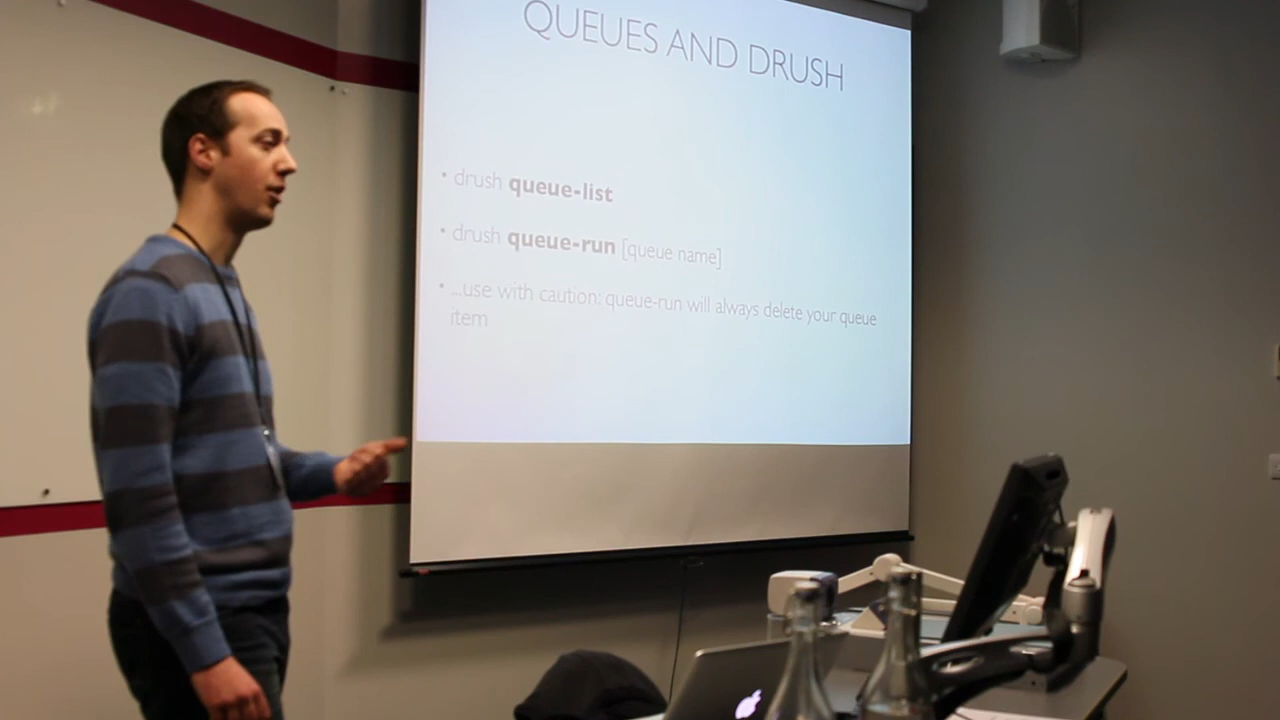 QUEUES AND DRUSH
• drush queue-list
• drush queue-run [queue name]
• ...use with caution: queue-run will always delete your queue
item